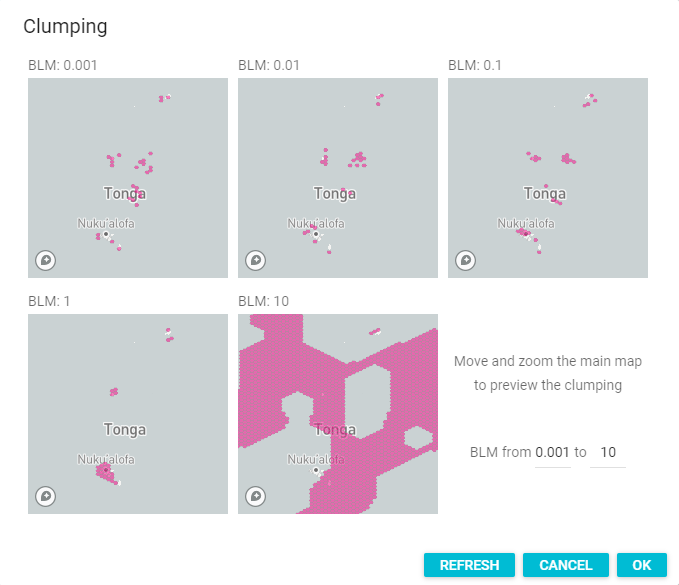 Clumping
BLM: 0.001
BLM: 0.01
BLM: 0.1
Tonga
Nuku'alofa
Tonga
Nuku'alofa
Tonga
Nuku'alofa
BLM: 1
BLM: 10
Tonga
Nuku'alofa
Tonga
Nuku'alofa
Move and zoom the main map
to preview the clumping
BLM from 0.001 to 10
REFRESH
CANCEL
OK